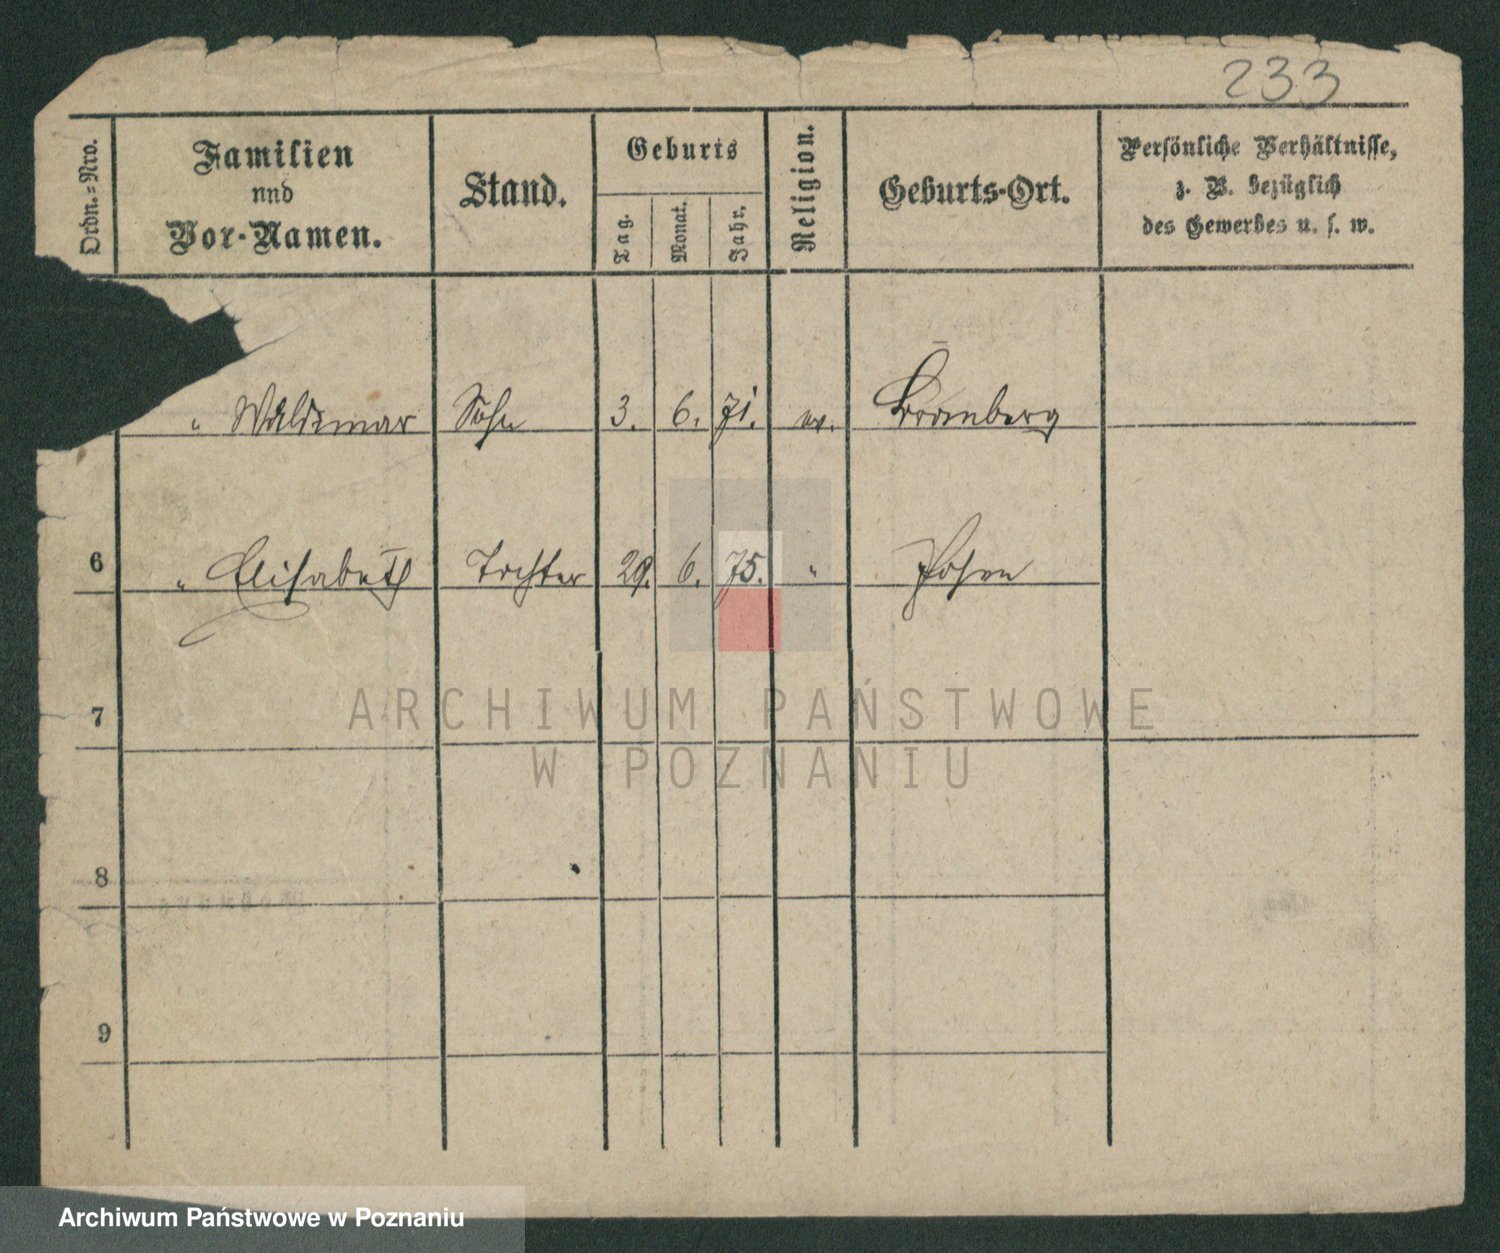 233
Ordn.-Nro.
Familien
und
Vor-Namen.
Stand.
Geburts
Tag.
Monat.
Jahr.
Religion.
Geburts-Ort.
Persönliche Verhältnisse,
z. B. bezüglich
des Gewerbes u. s. w.
" Waldemar Sohn 3. 6. 71. ev. Bromberg
6 " Elisabeth Tochter 29. 6. 75. " Posen
7
8
9
ARCHIWUM PAŃSTWOWE
W POZNANIU
Archiwum Państwowe w Poznaniu